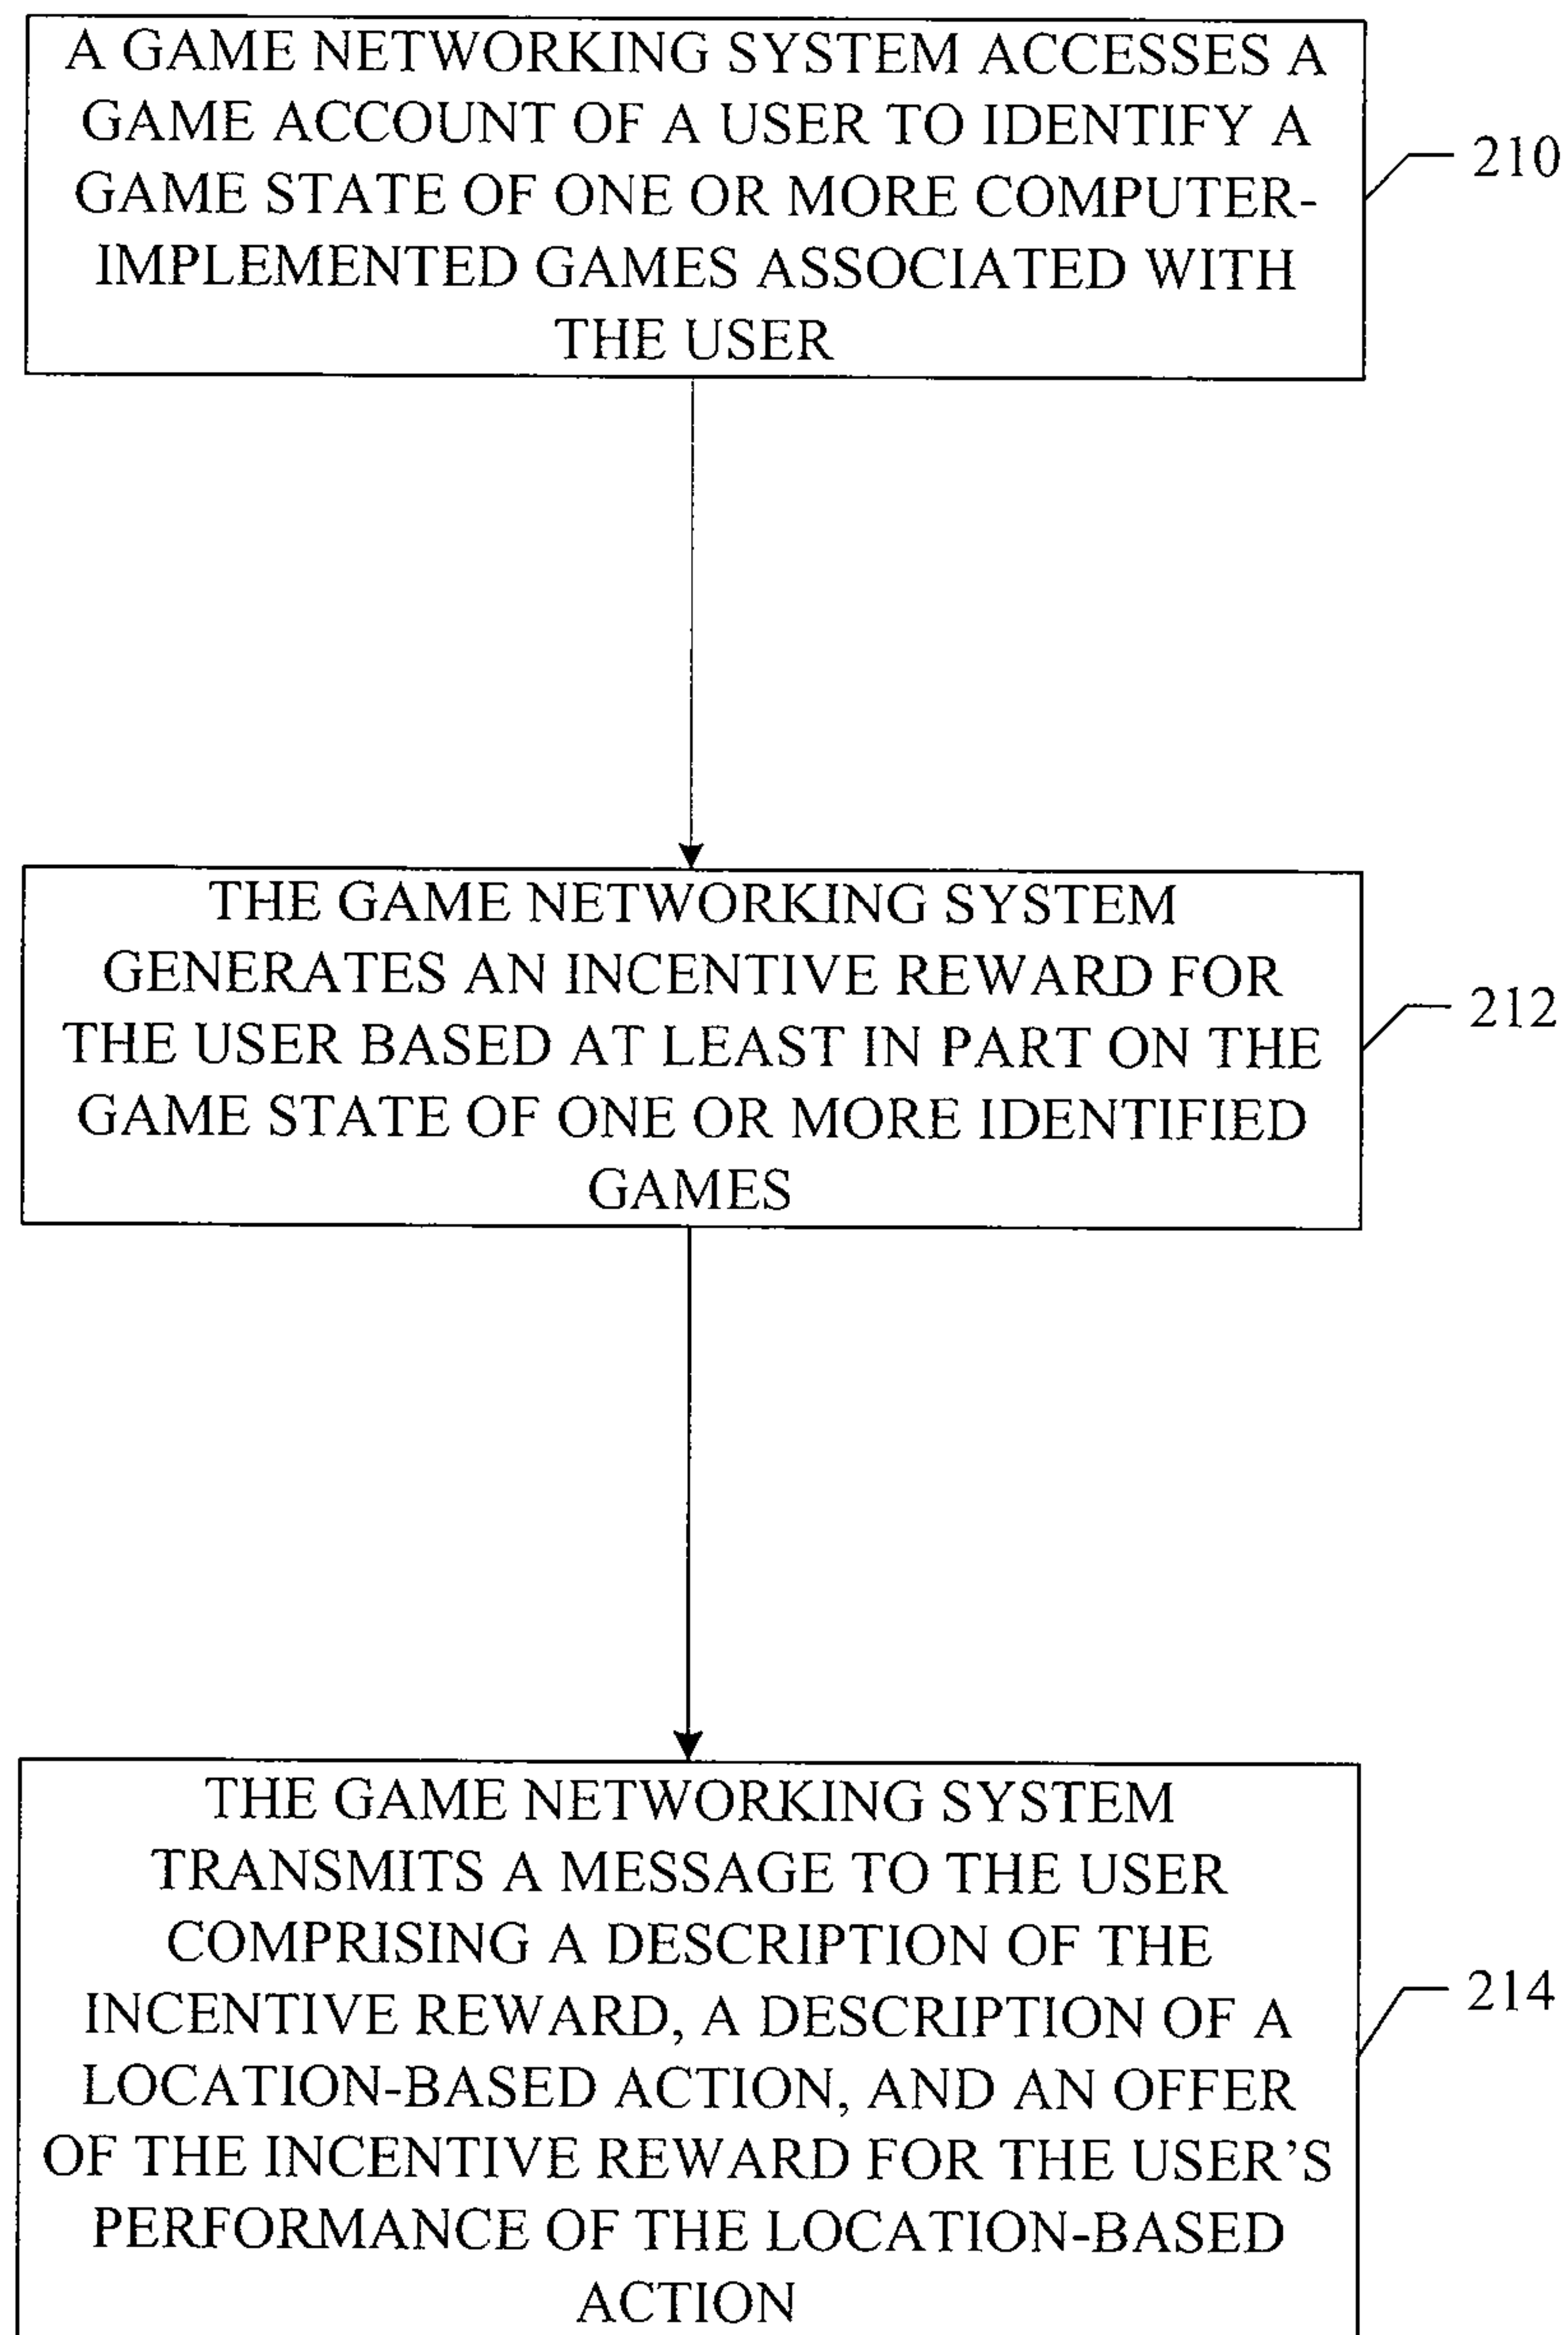 A GAME NETWORKING SYSTEM ACCESSES A
GAME ACCOUNT OF A USER TO IDENTIFY A
GAME STATE OF ONE OR MORE COMPUTER-
IMPLEMENTED GAMES ASSOCIATED WITH
THE USER
210
THE GAME NETWORKING SYSTEM
GENERATES AN INCENTIVE REWARD FOR
THE USER BASED AT LEAST IN PART ON THE
GAME STATE OF ONE OR MORE IDENTIFIED
GAMES
212
THE GAME NETWORKING SYSTEM
TRANSMITS A MESSAGE TO THE USER
COMPRISING A DESCRIPTION OF THE
INCENTIVE REWARD, A DESCRIPTION OF A
LOCATION-BASED ACTION, AND AN OFFER
OF THE INCENTIVE REWARD FOR THE USER’S
PERFORMANCE OF THE LOCATION-BASED
ACTION
214